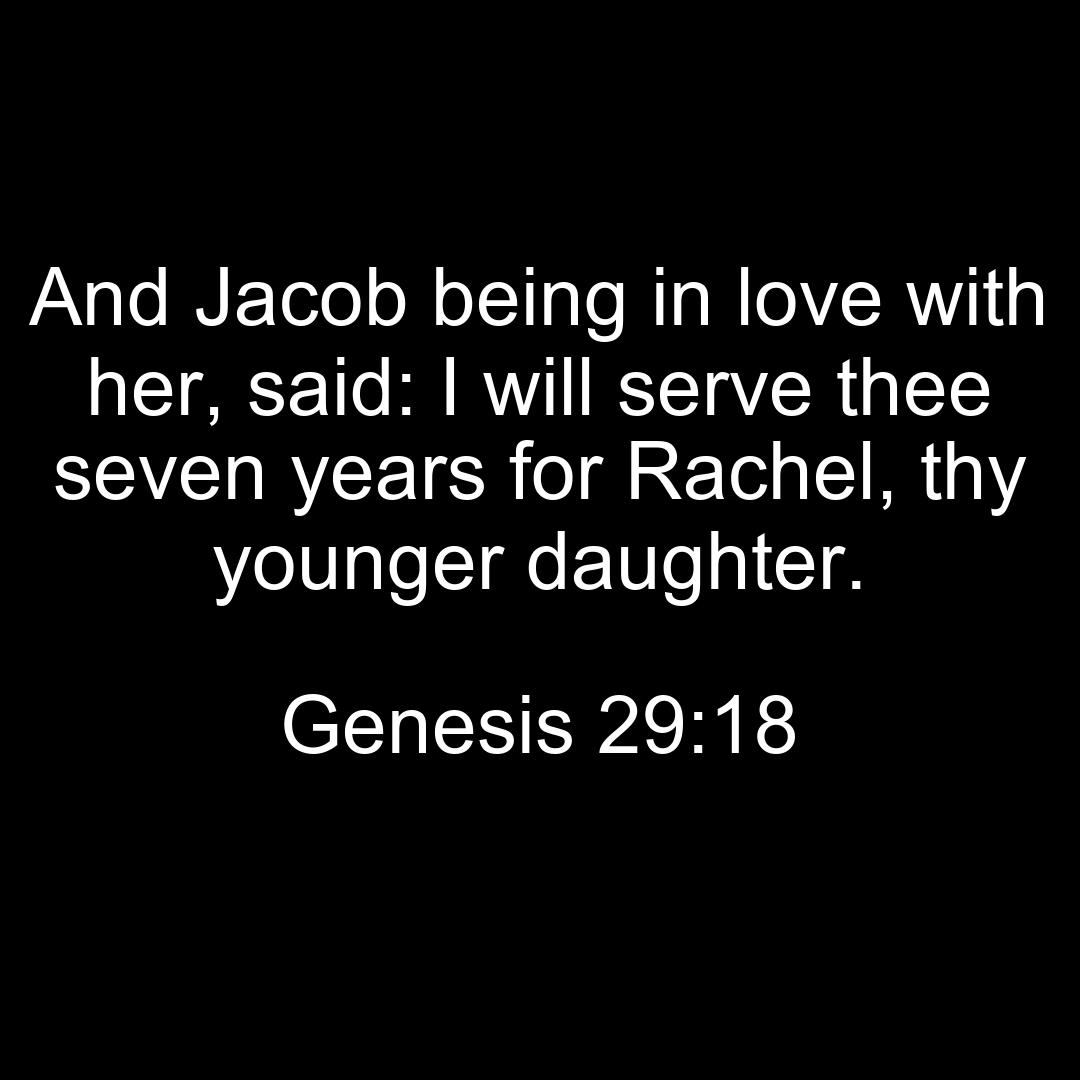 And Jacob being in love with
her, said: I will serve thee
seven years for Rachel, thy
younger daughter.
Genesis 29:18